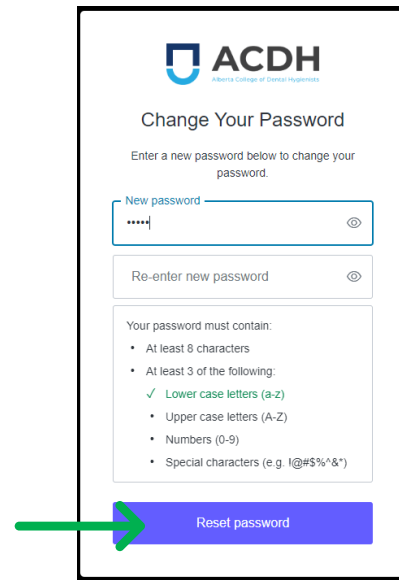 ACDH
Alberta College of Dental Hygienists
Change Your Password
Enter a new password below to change your
password.
New password
•••••
Re-enter new password
Your password must contain:
• At least 8 characters
• At least 3 of the following:
✓ Lower case letters (a-z)
• Upper case letters (A-Z)
• Numbers (0-9)
• Special characters (e.g. !@#$%^&*)
Reset password